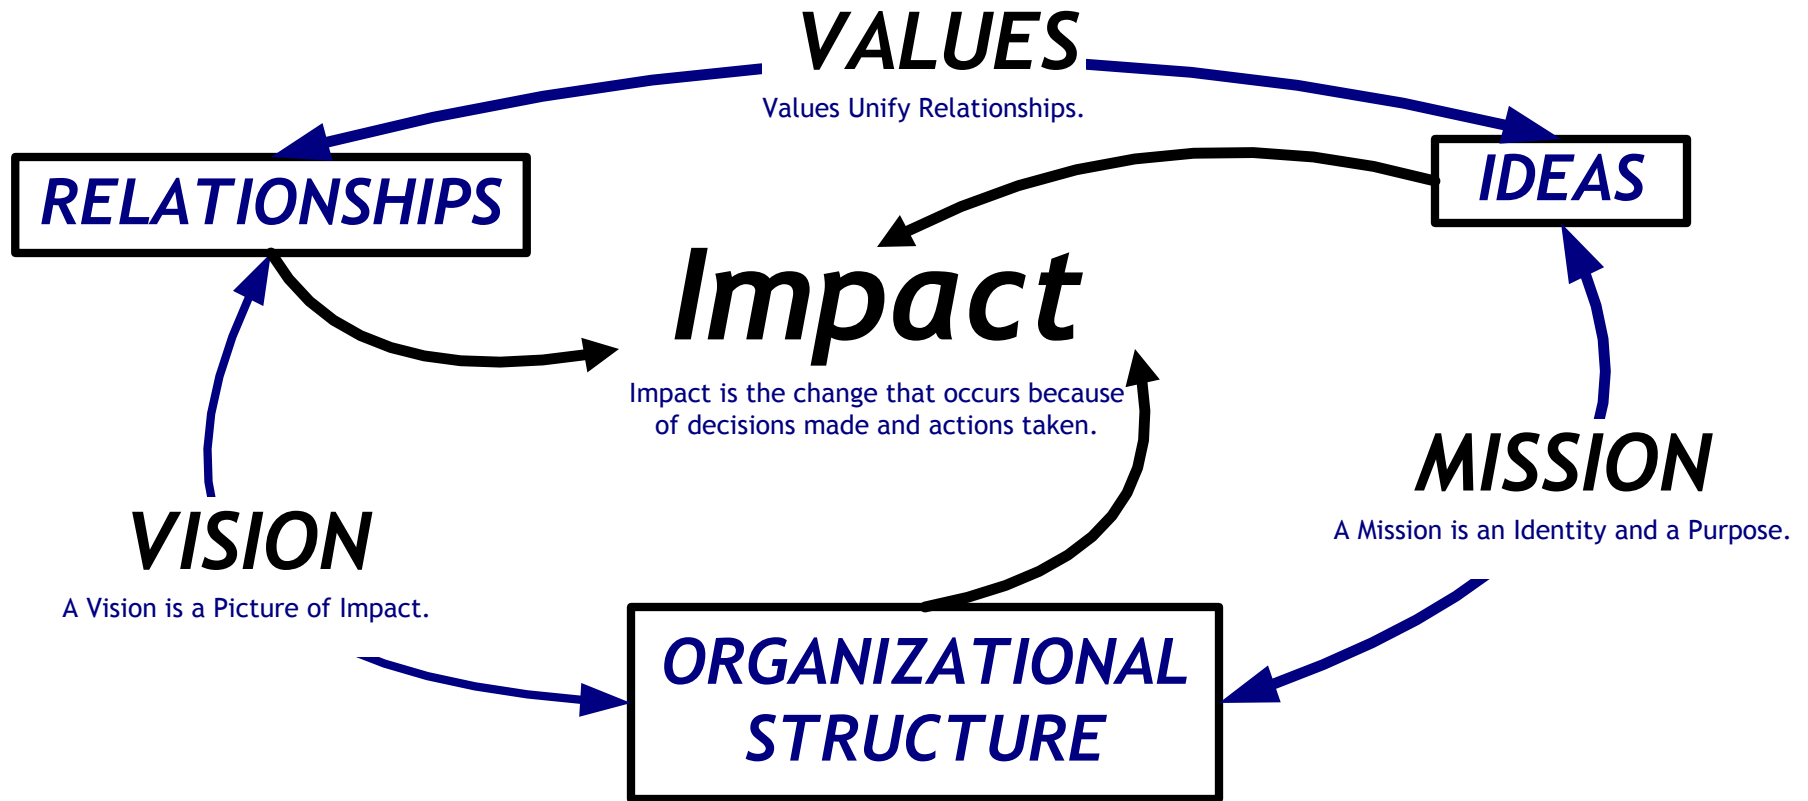 VALUES
Values Unify Relationships.
RELATIONSHIPS
IDEAS
Impact
Impact is the change that occurs because
of decisions made and actions taken.
MISSION
A Mission is an Identity and a Purpose.
VISION
A Vision is a Picture of Impact.
ORGANIZATIONAL
STRUCTURE